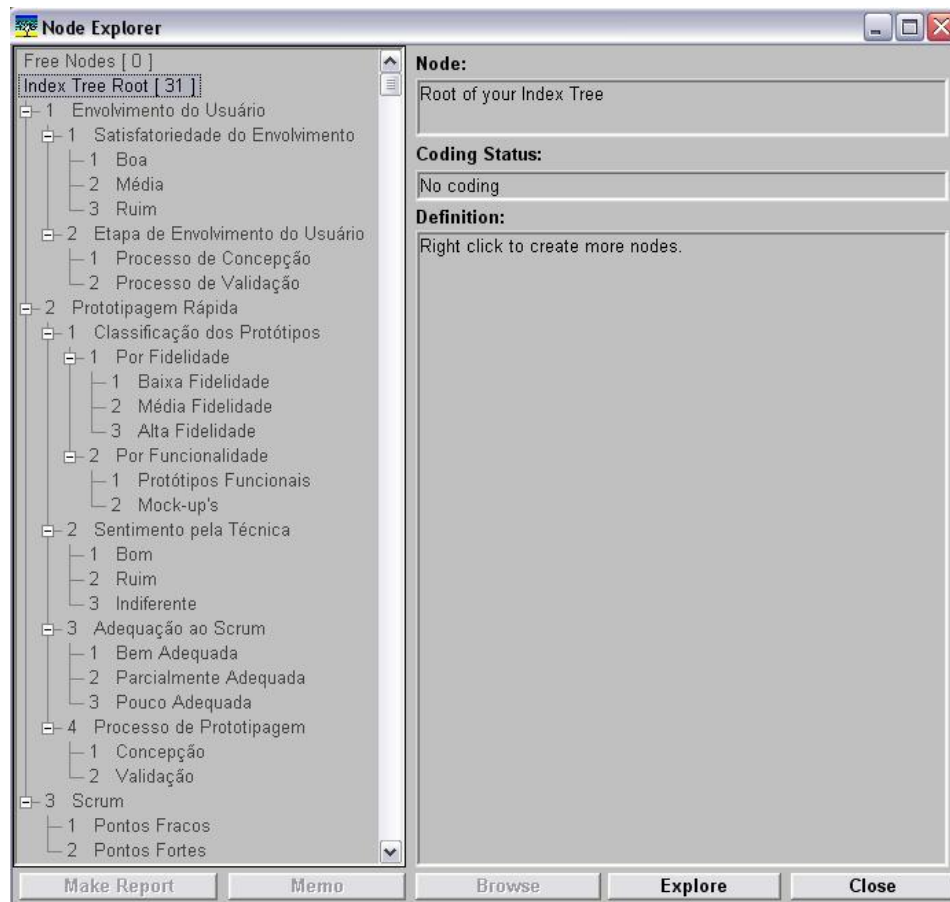 Node Explorer
Free Nodes [ 0 ]
Index Tree Root [ 31 ]
1 Envolvimento do Usuário
1 Satisfatoriedade do Envolvimento
1 Boa
2 Média
3 Ruim
2 Etapa de Envolvimento do Usuário
1 Processo de Concepção
2 Processo de Validação
2 Prototipagem Rápida
1 Classificação dos Protótipos
1 Por Fidelidade
1 Baixa Fidelidade
2 Média Fidelidade
3 Alta Fidelidade
2 Por Funcionalidade
1 Protótipos Funcionais
2 Mock-up's
2 Sentimento pela Técnica
1 Bom
2 Ruim
3 Indiferente
3 Adequação ao Scrum
1 Bem Adequada
2 Parcialmente Adequada
3 Pouco Adequada
4 Processo de Prototipagem
1 Concepção
2 Validação
3 Scrum
1 Pontos Fracos
2 Pontos Fortes
Node:
Root of your Index Tree
Coding Status:
No coding
Definition:
Right click to create more nodes.
Make Report Memo Browse Explore Close